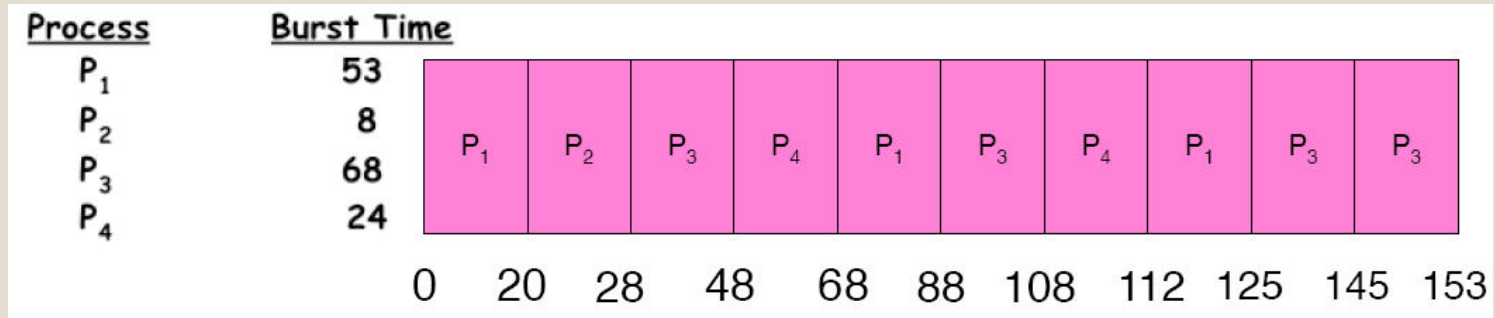 Process Burst Time
P₁ 53
P₂ 8
P₃ 68
P₄ 24
P₁ P₂ P₃ P₄ P₁ P₃ P₄ P₁ P₃ P₃
0 20 28 48 68 88 108 112 125 145 153